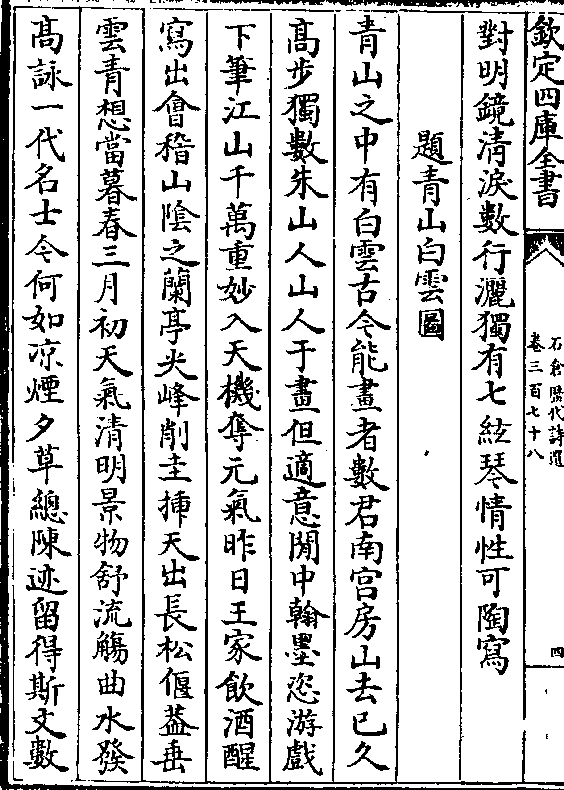 欽定四庫全書
石倉歷代詩選
卷三百七十八
四
對明鏡清淚數行灑獨有七絃琴情性可陶寫
題青山白雲圖
青山之中有白雲古今能畫者數君南宫房山去已久
高步獨數朱山人山人于畫但適意閒中翰墨恣游戲
下筆江山千萬重妙入天機奪元氣昨日王家飲酒醒
寫出會稽山陰之蘭亭尖峰削圭揷天出長松偃葢垂
雲青想當暮春三月初天氣清明景物舒流觴曲水發
高詠一代名士今何如凉煙夕草總陳迹留得斯文數